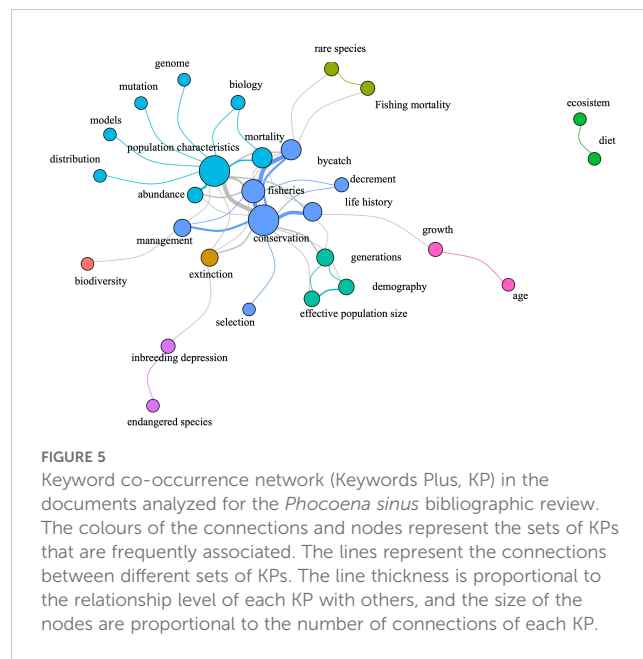 rare species
genome
mutation
biology
Fishing mortality
ecosistem
models
mortality
population characteristics
bycatch
diet
distribution
decrement
abundance
fisheries
life history
management
conservation
growth
extinction
generations
biodiversity
demography
age
selection
effective population size
inbreeding depression
endangered species
FIGURE 5
Keyword co-occurrence network (Keywords Plus, KP) in the
documents analyzed for the Phocoena sinus bibliographic review.
The colours of the connections and nodes represent the sets of KPs
that are frequently associated. The lines represent the connections
between different sets of KPs. The line thickness is proportional to
the relationship level of each KP with others, and the size of the
nodes are proportional to the number of connections of each KP.